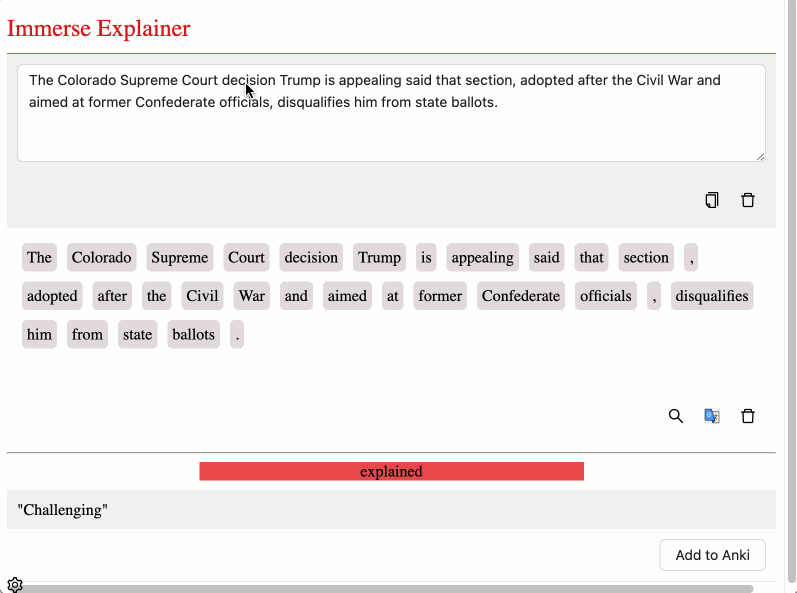 Immerse Explainer
The Colorado Supreme Court decision Trump is appealing said that section, adopted after the Civil War and
aimed at former Confederate officials, disqualifies him from state ballots.
The Colorado Supreme Court decision Trump is appealing said that section ,
adopted after the Civil War and aimed at former Confederate officials , disqualifies
him from state ballots .
explained
"Challenging"
Add to Anki